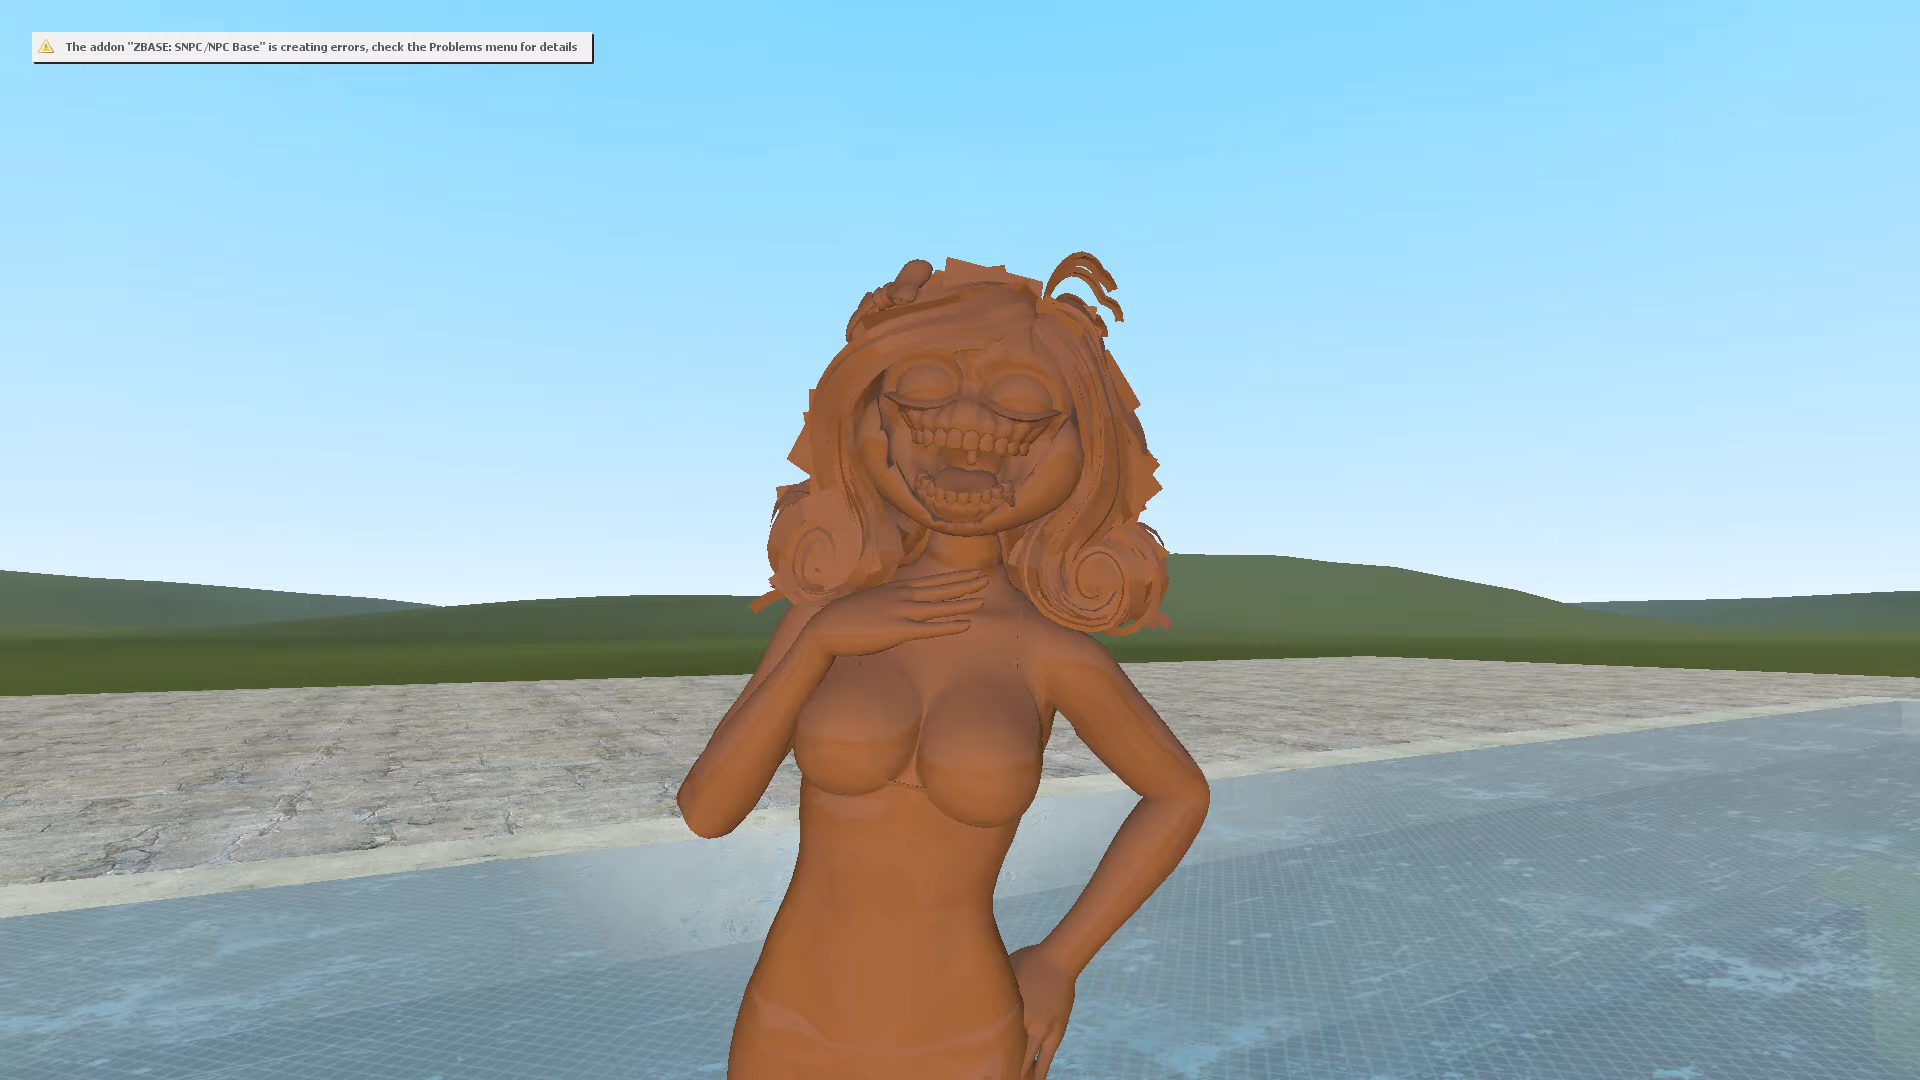 The addon "ZBASE: SNPC/NPC Base" is creating errors, check the Problems menu for details